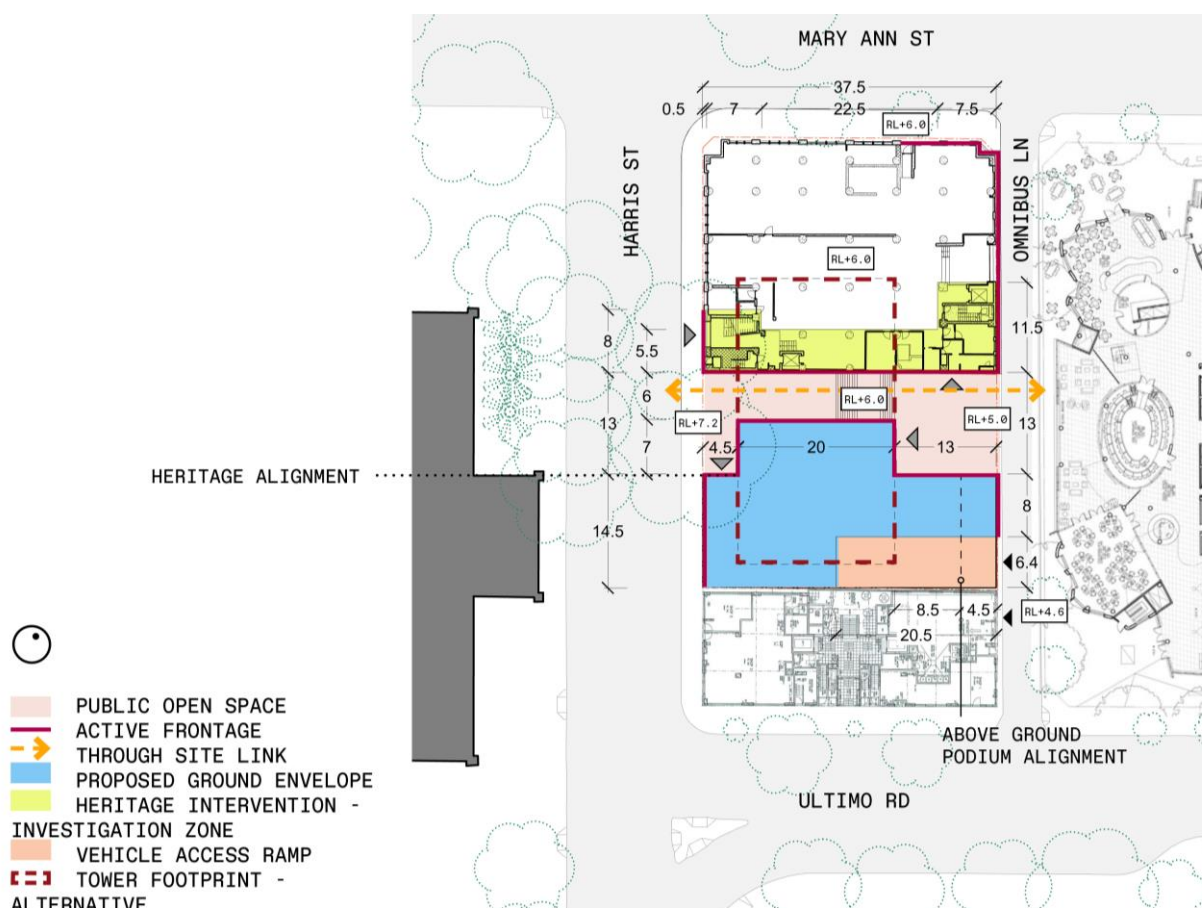 MARY ANN ST
37.5
0.5 7 22.5 7.5
RL+6.0
HARRIS ST
OMNIBUS LN
RL+6.0
8
5.5
11.5
6
RL+6.0
RL+7.2
RL+5.0
13
13
7
4.5
20
13
HERITAGE ALIGNMENT
14.5
8
6.4
8.5
4.5
RL+4.6
20.5
PUBLIC OPEN SPACE
ACTIVE FRONTAGE
THROUGH SITE LINK
PROPOSED GROUND ENVELOPE
HERITAGE INTERVENTION -
INVESTIGATION ZONE
VEHICLE ACCESS RAMP
TOWER FOOTPRINT -
ALTERNATIVE
ABOVE GROUND
PODIUM ALIGNMENT
ULTIMO RD